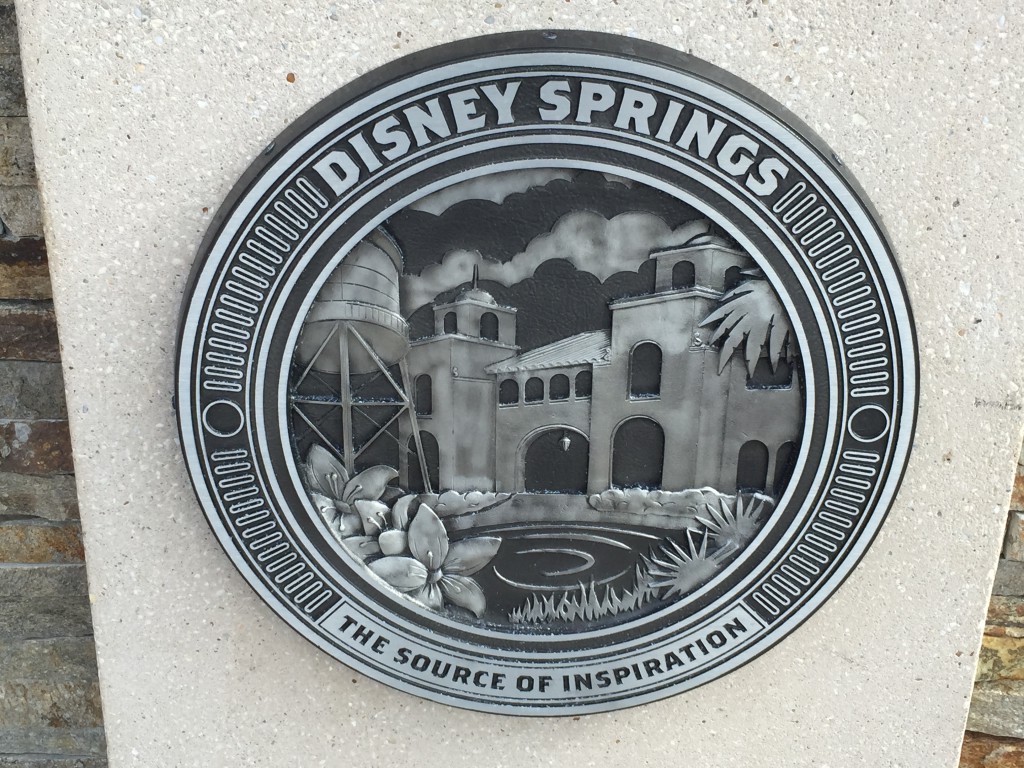 DISNEY SPRINGS
THE SOURCE OF INSPIRATION